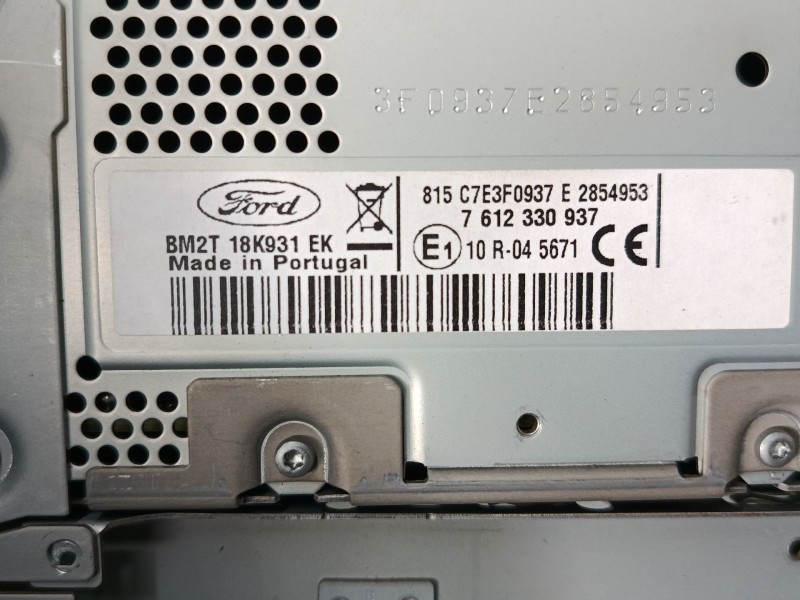 3F0937E2854953
Ford
BM2T 18K931 EK
Made in Portugal
815 C7E3F0937 E 2854953
7 612 330 937
E1 10 R-04 5671 CE